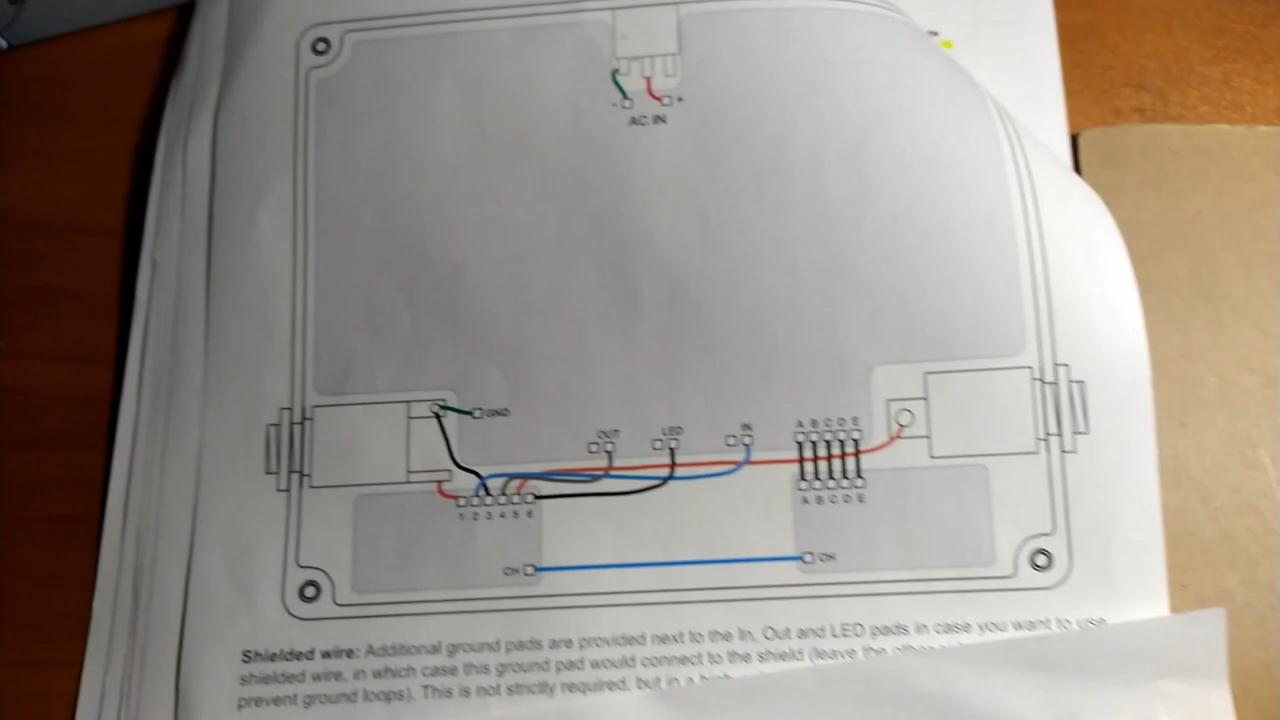 - +
AC IN
GND
OUT LED IN A B C D E
1 2 3 4 5 6
A B C D E
CH CH
Shielded wire: Additional ground pads are provided next to the In, Out and LED pads in case you want to use
shielded wire, in which case this ground pad would connect to the shield (leave the
prevent ground loops). This is not strictly required, but in a